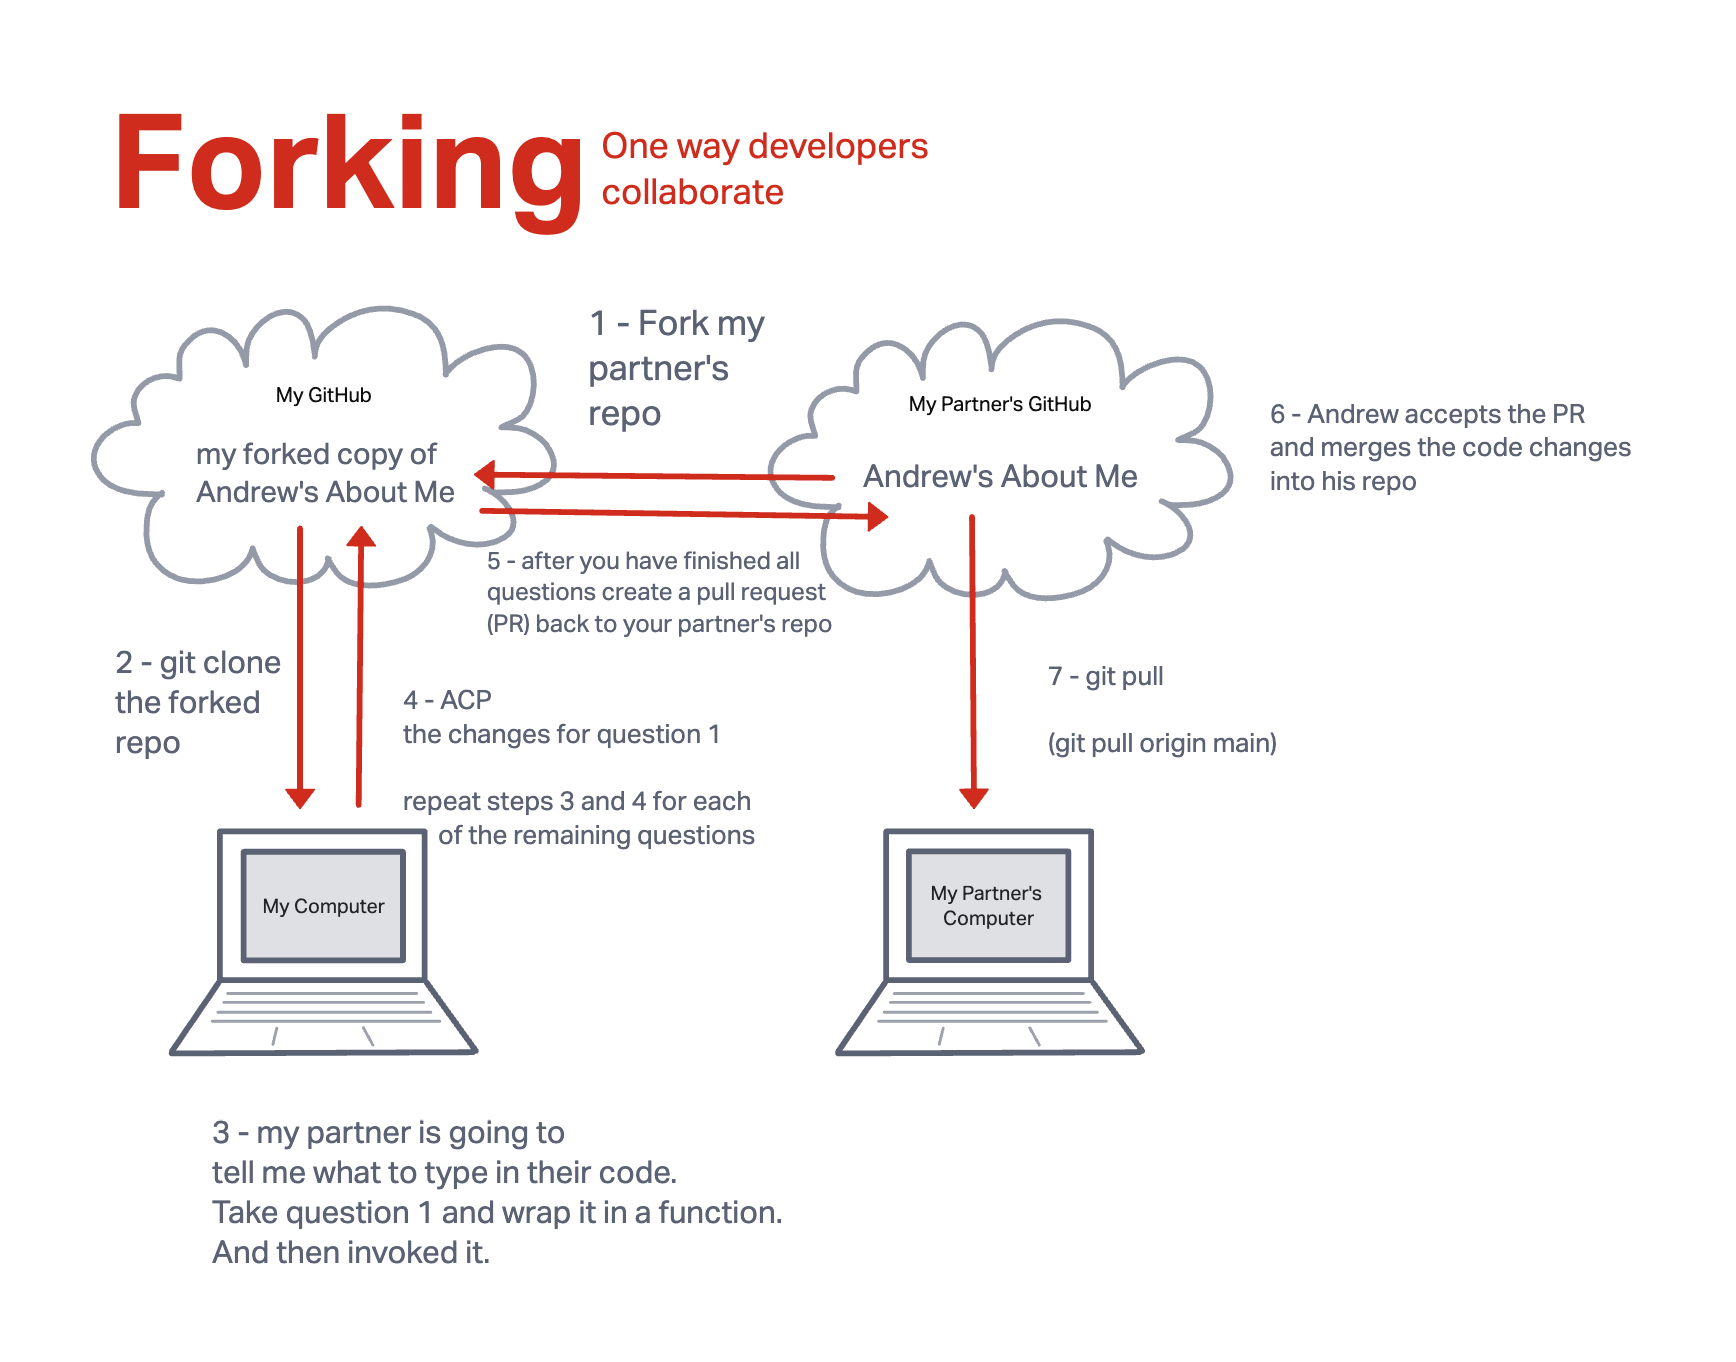 Forking
One way developers
collaborate
1 - Fork my
partner's
repo
My GitHub
my forked copy of
Andrew's About Me
My Partner's GitHub
Andrew's About Me
6 - Andrew accepts the PR
and merges the code changes
into his repo
5 - after you have finished all
questions create a pull request
(PR) back to your partner's repo
2 - git clone
the forked
repo
4 - ACP
the changes for question 1
repeat steps 3 and 4 for each
of the remaining questions
7 - git pull
(git pull origin main)
My Computer
My Partner's
Computer
3 - my partner is going to
tell me what to type in their code.
Take question 1 and wrap it in a function.
And then invoked it.